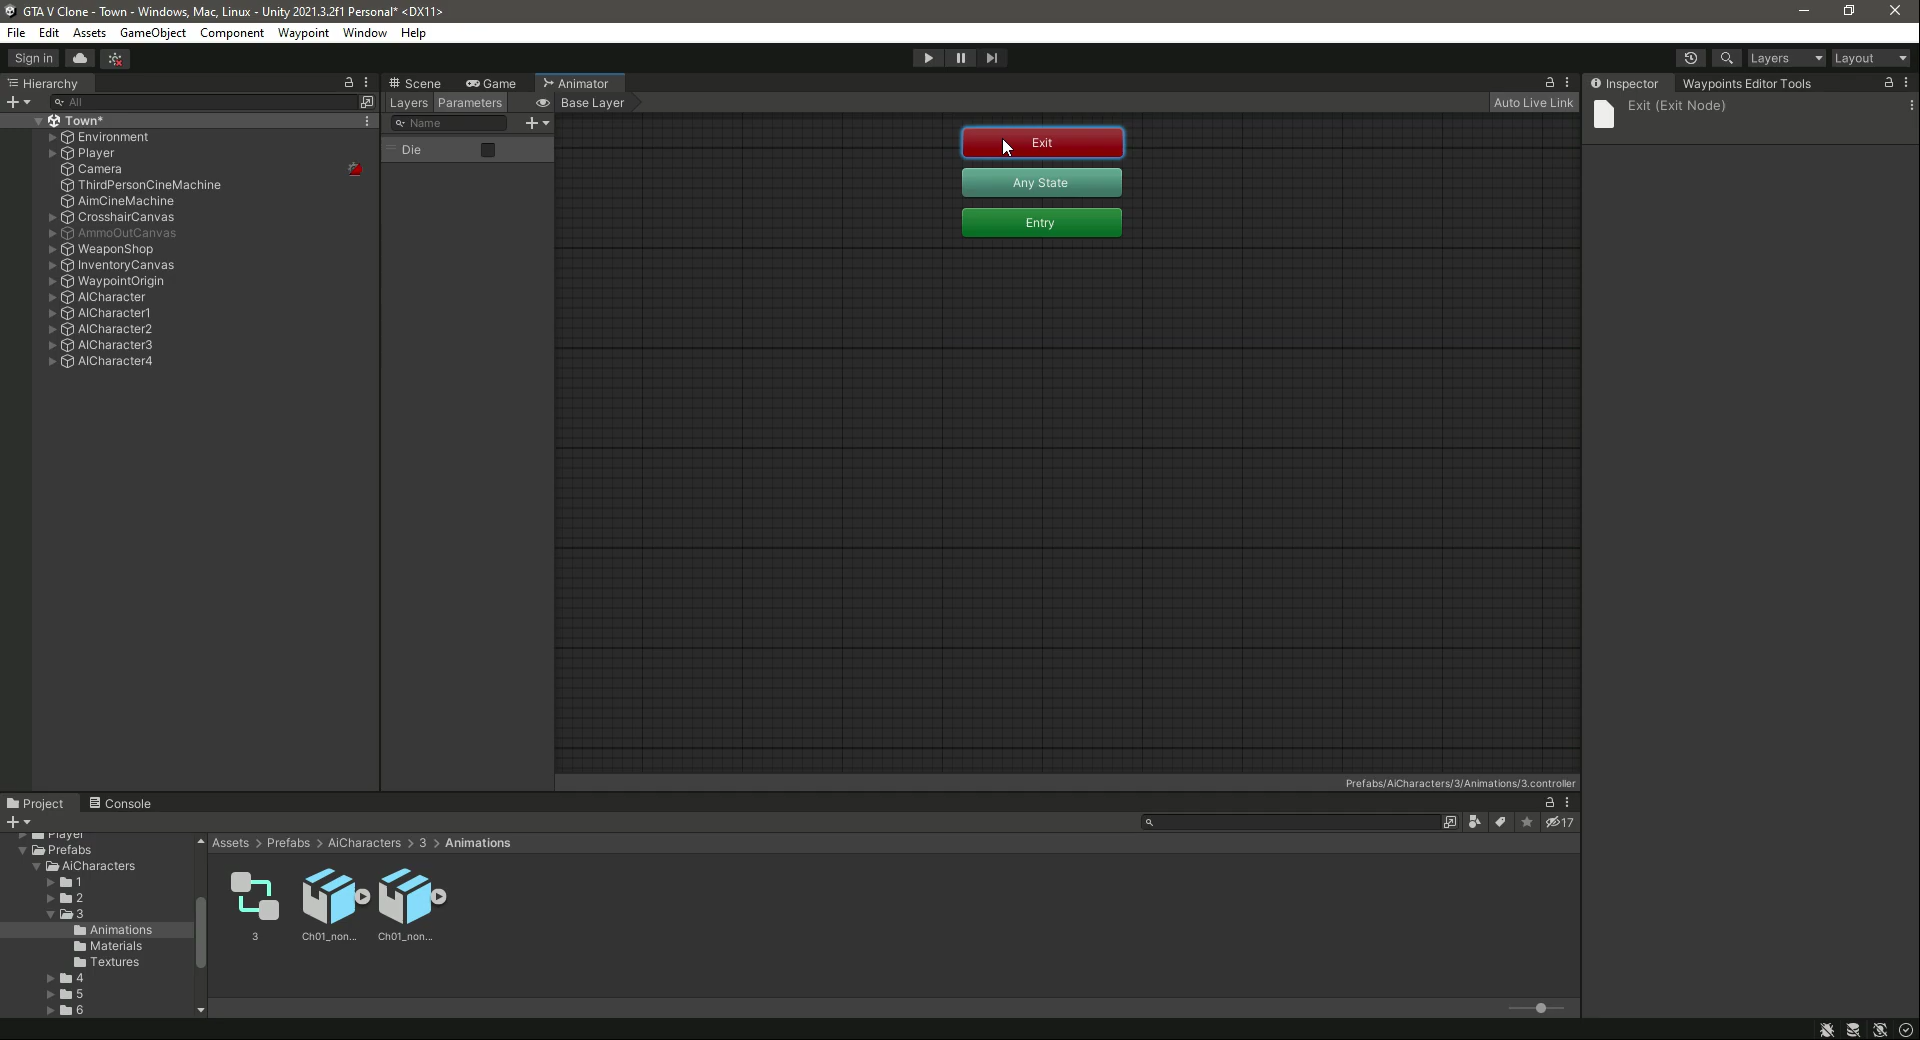 GTA V Clone - Town - Windows, Mac, Linux - Unity 2021.3.2f1 Personal* <DX11>
File Edit Assets GameObject Component Waypoint Window Help
Sign in
Layers
Layout
Hierarchy
All
Town*
Environment
Player
Camera
ThirdPersonCineMachine
AimCineMachine
CrosshairCanvas
AmmoOutCanvas
WeaponShop
InventoryCanvas
WaypointOrigin
AICharacter
AICharacter1
AICharacter2
AICharacter3
AICharacter4
Scene Game Animator
Layers Parameters Base Layer Auto Live Link
Name
Die
Exit
Any State
Entry
Prefabs/AiCharacters/3/Animations/3.controller
Inspector Waypoints Editor Tools
Exit (Exit Node)
Project Console
17
Player
Prefabs
AiCharacters
1
2
3
Animations
Materials
Textures
4
5
6
Assets > Prefabs > AiCharacters > 3 > Animations
3 Ch01_non... Ch01_non...